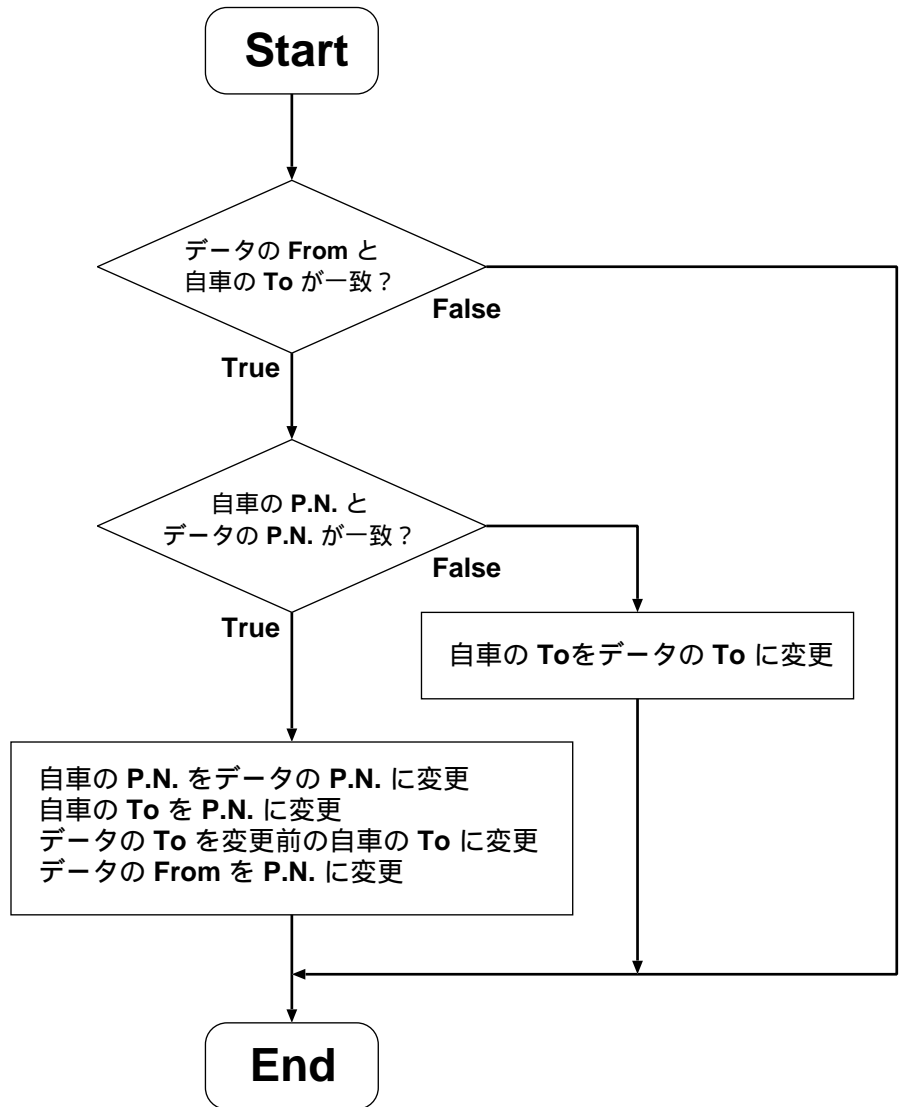 Start
データの From と
自車の To が一致？
False
True
自車の P.N. と
データの P.N. が一致？
False
True
自車の Toをデータの To に変更
自車の P.N. をデータの P.N. に変更
自車の To を P.N. に変更
データの To を変更前の自車の To に変更
データの From を P.N. に変更
End